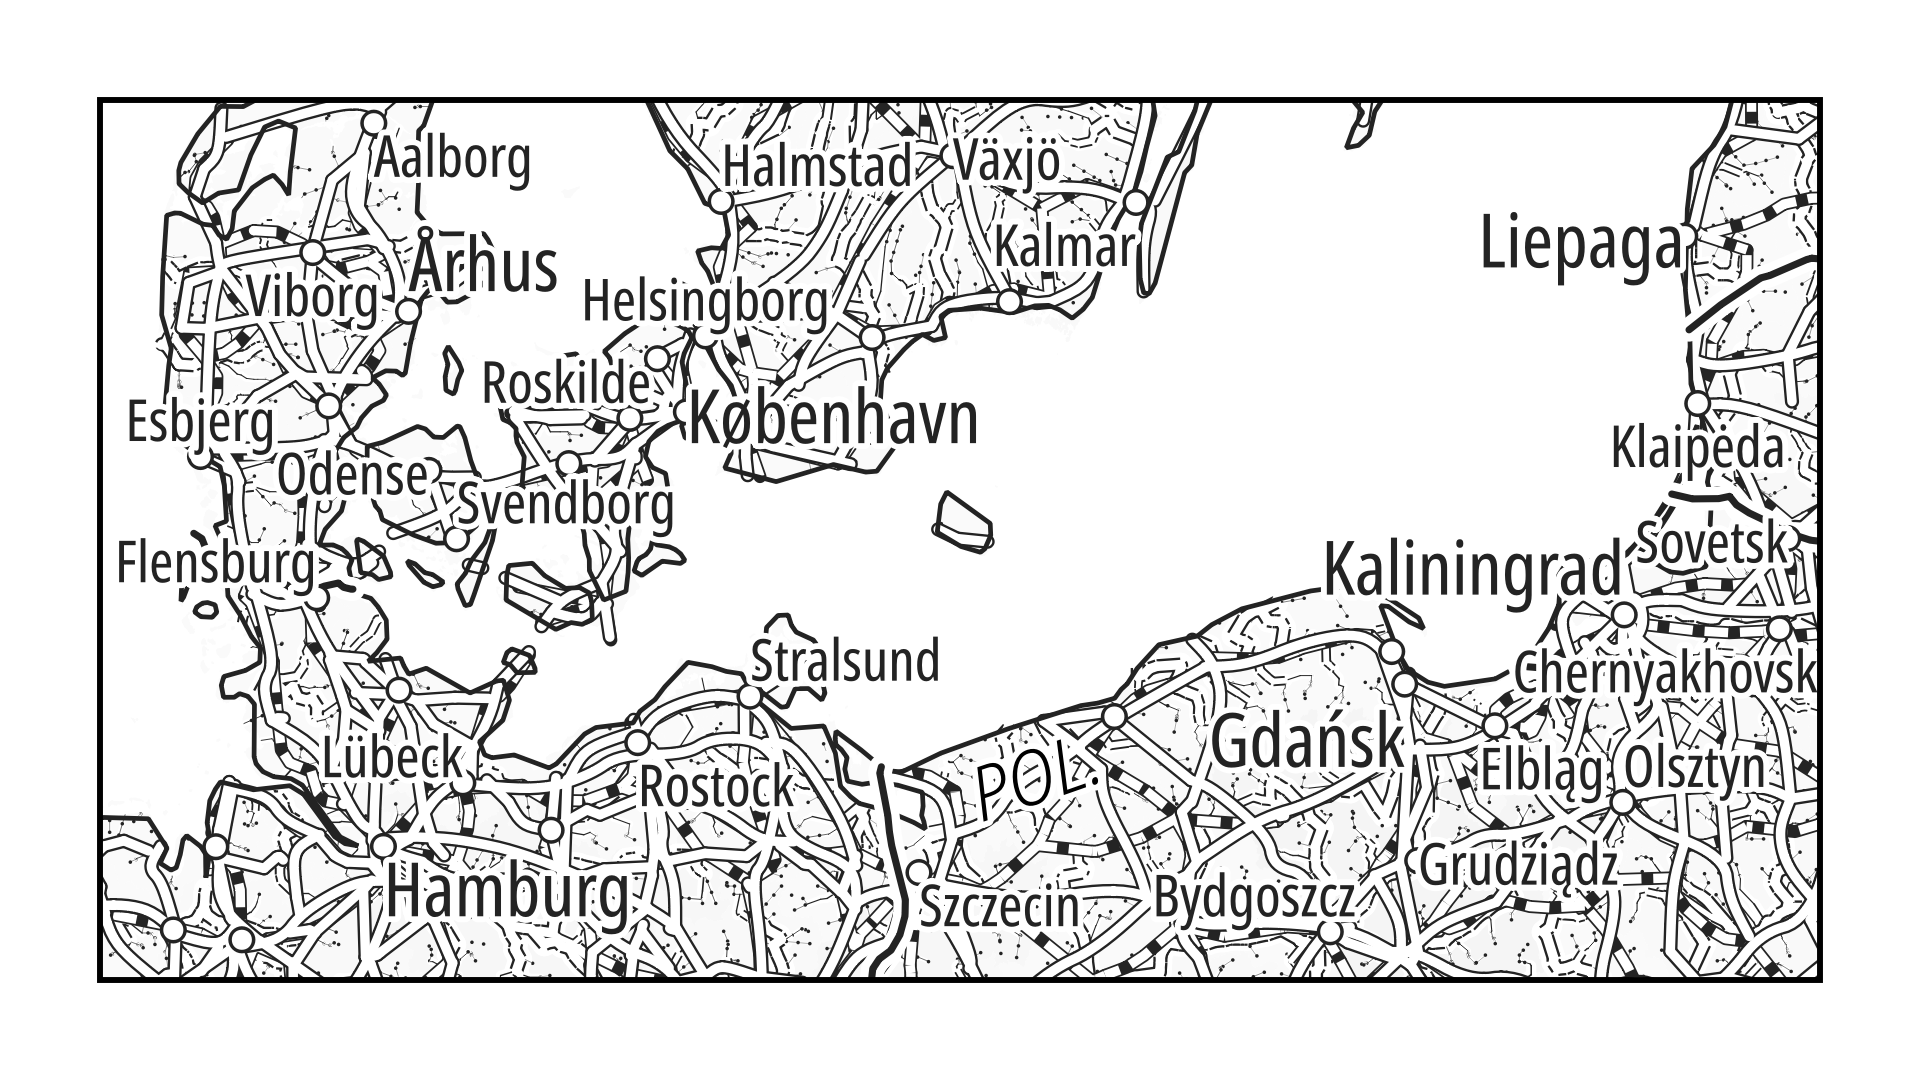 Aalborg
Halmstad
Växjö
Kalmar
Liepaga
Århus
Viborg
Helsingborg
Roskilde
København
Esbjerg
Klaipėda
Odense
Svendborg
Sovetsk
Flensburg
Kaliningrad
Stralsund
Chernyakhovsk
Gdańsk
Lübeck
Rostock
POL.
Elbląg
Olsztyn
Hamburg
Szczecin
Bydgoszcz
Grudziądz